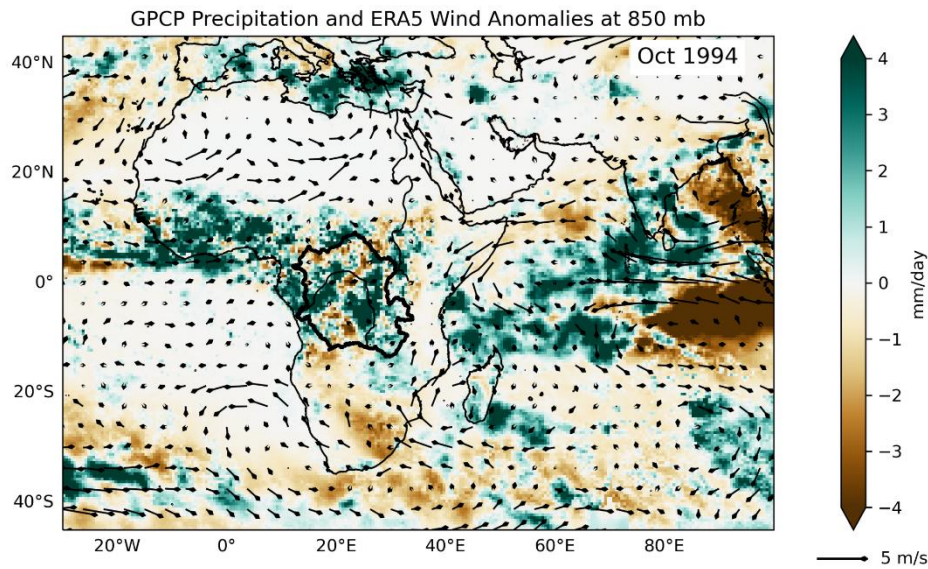 GPCP Precipitation and ERA5 Wind Anomalies at 850 mb
Oct 1994
40°N
20°N
0°
20°S
40°S
20°W
0°
20°E
40°E
60°E
80°E
4
3
2
1
0
−1
−2
−3
−4
mm/day
5 m/s